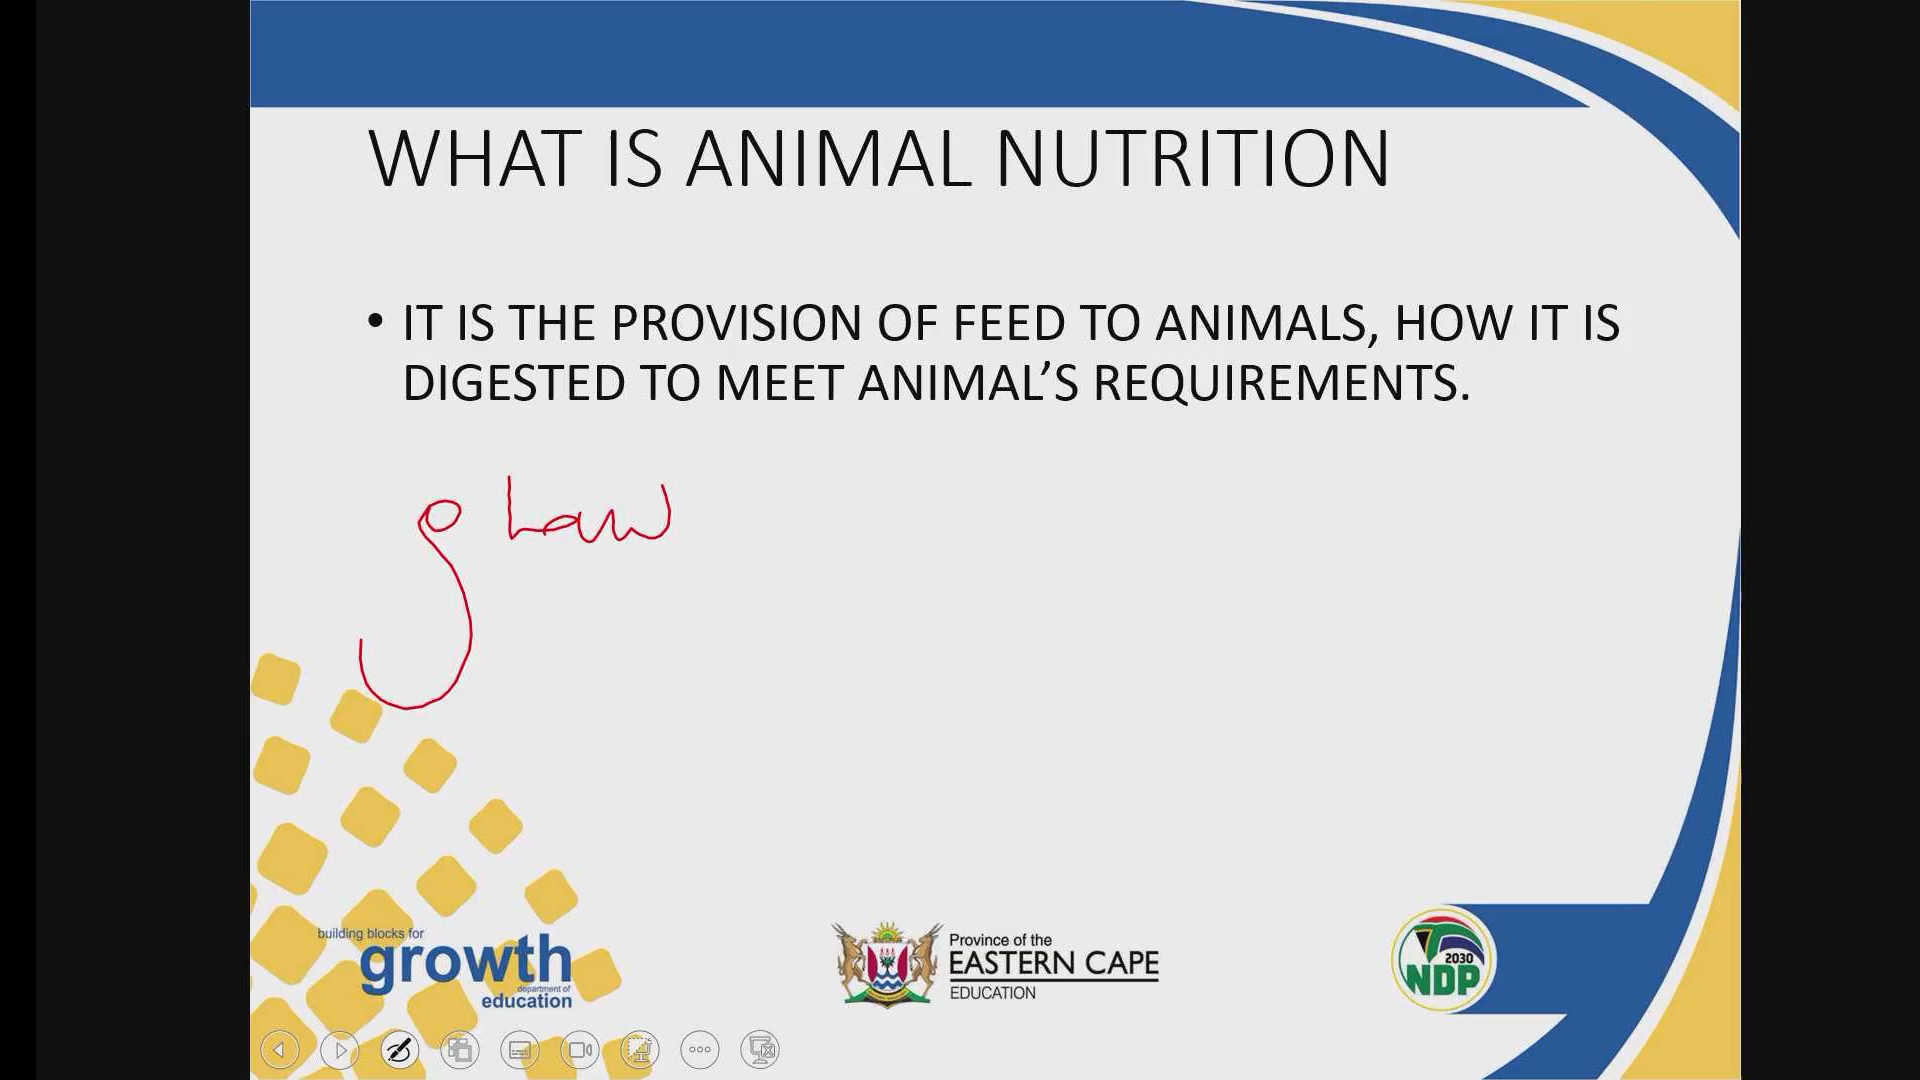 WHAT IS ANIMAL NUTRITION
• IT IS THE PROVISION OF FEED TO ANIMALS, HOW IT IS
DIGESTED TO MEET ANIMAL’S REQUIREMENTS.
building blocks for
growth
department of
education
Province of the
EASTERN CAPE
EDUCATION
2030
NDP